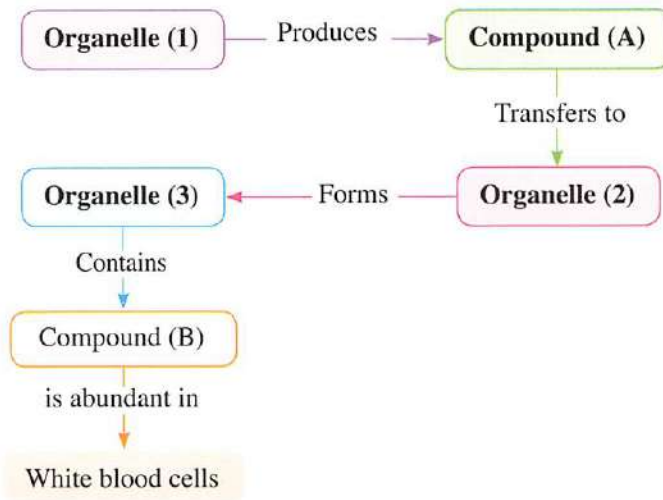 Organelle (1)
Produces
Compound (A)
Transfers to
Organelle (2)
Forms
Organelle (3)
Contains
Compound (B)
is abundant in
White blood cells